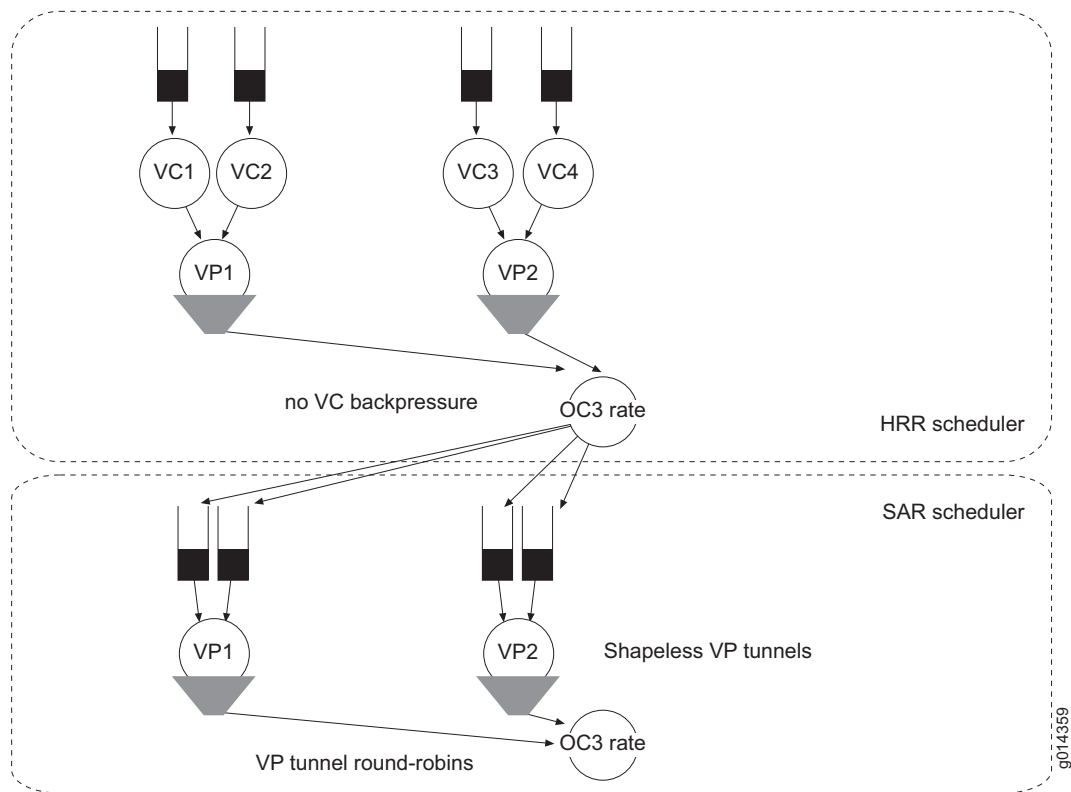 VC1
VC2
VC3
VC4
VP1
VP2
no VC backpressure
OC3 rate
HRR scheduler
SAR scheduler
VP1
VP2
Shapeless VP tunnels
OC3 rate
VP tunnel round-robins
g014359